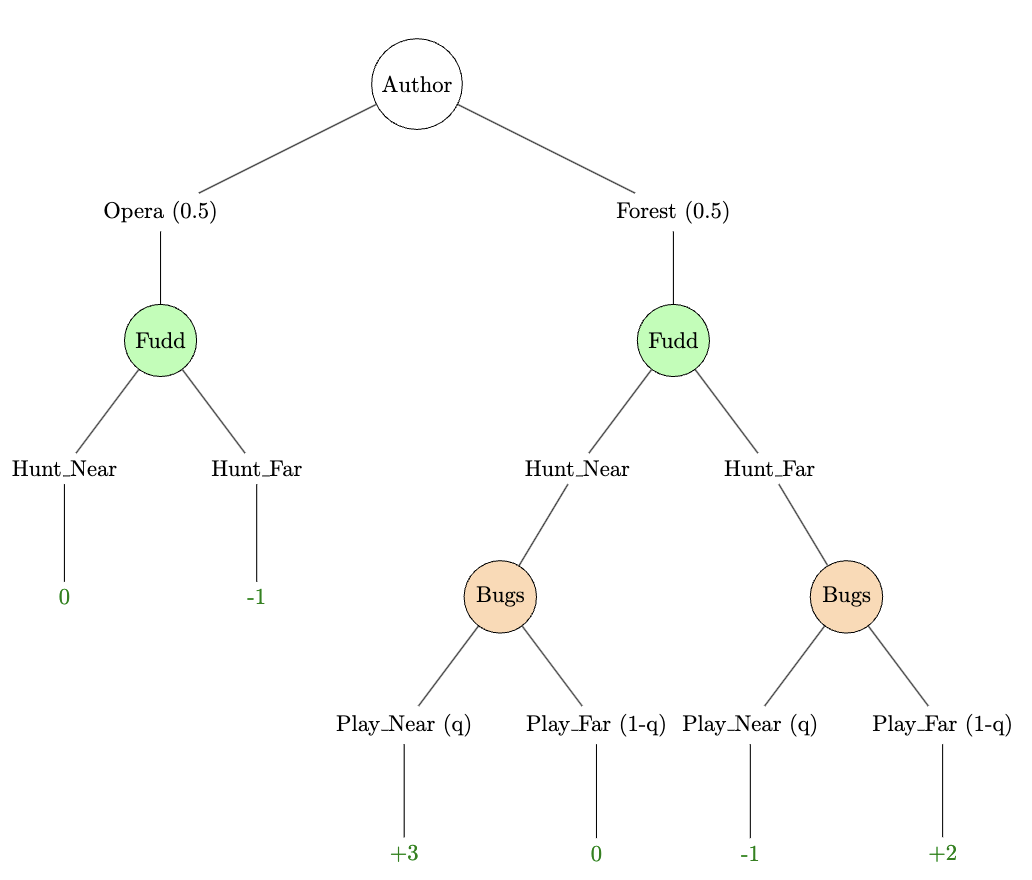 Author
Opera (0.5)
Forest (0.5)
Fudd
Fudd
Hunt_Near
Hunt_Far
Hunt_Near
Hunt_Far
0
-1
Bugs
Bugs
Play_Near (q)
Play_Far (1-q)
Play_Near (q)
Play_Far (1-q)
+3
0
-1
+2